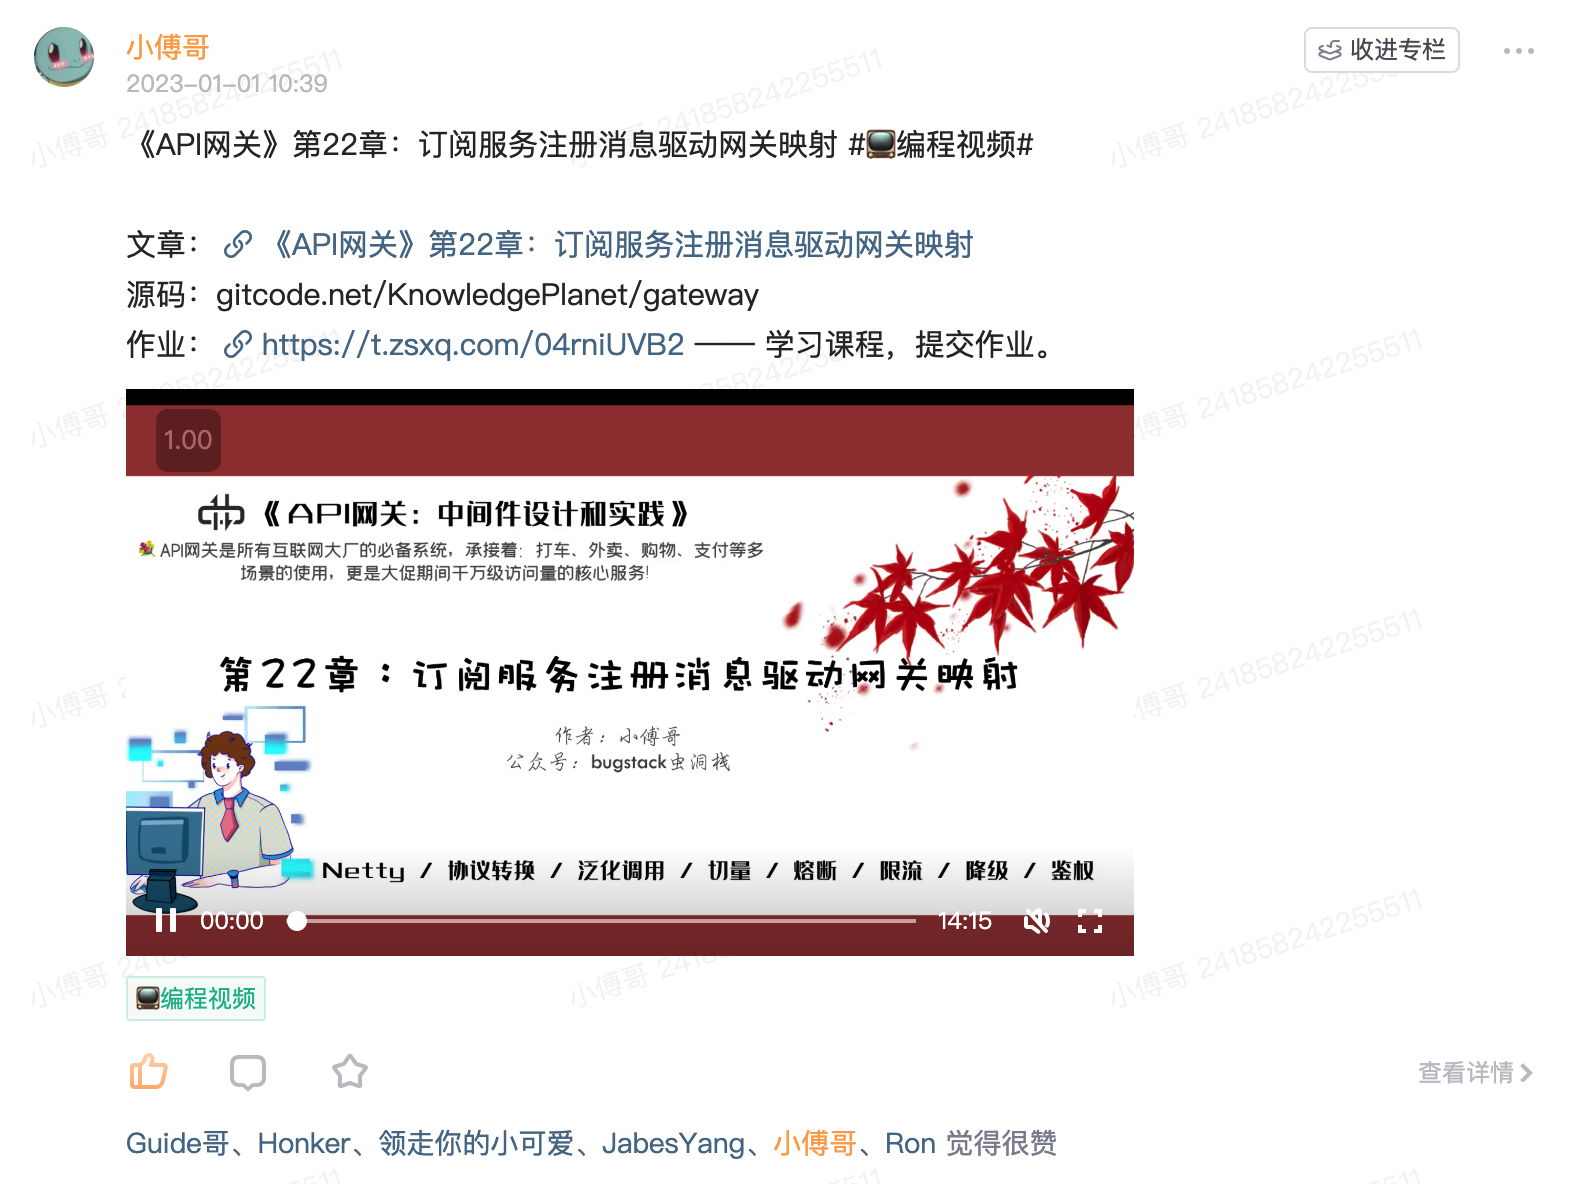 小傅哥
收进专栏
2023-01-01 10:39
《API网关》第22章：订阅服务注册消息驱动网关映射 #📺编程视频#
文章：🔗《API网关》第22章：订阅服务注册消息驱动网关映射
源码：gitcode.net/KnowledgePlanet/gateway
作业：🔗 https://t.zsxq.com/04rniUVB2 —— 学习课程，提交作业。
1.00
《API网关：中间件设计和实践》
💐 API网关是所有互联网大厂的必备系统，承接着：打车、外卖、购物、支付等多
场景的使用，更是大促期间千万级访问量的核心服务！
第22章：订阅服务注册消息驱动网关映射
作者：小傅哥
公众号：bugstack虫洞栈
Netty / 协议转换 / 泛化调用 / 切量 / 熔断 / 限流 / 降级 / 鉴权
00:00 14:15
📺编程视频
查看详情
Guide哥、Honker、领走你的小可爱、JabesYang、小傅哥、Ron 觉得很赞
小傅哥 241858242255511